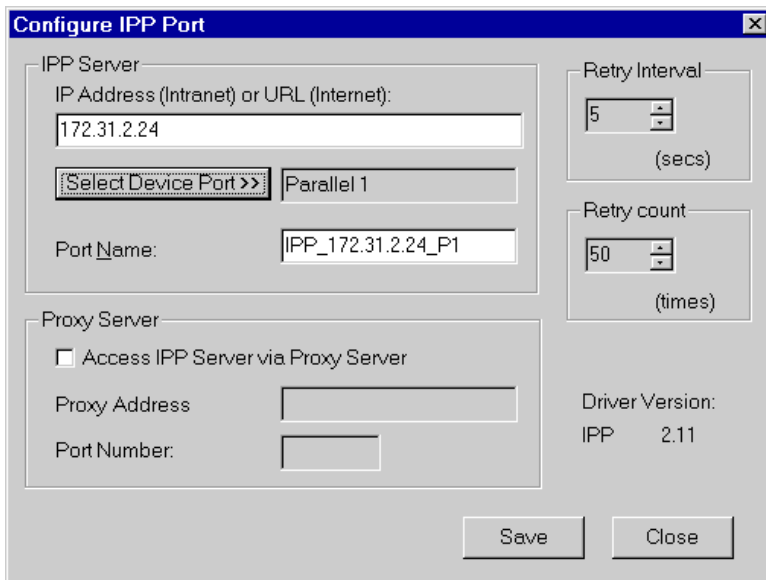 Configure IPP Port
IPP Server
IP Address (Intranet) or URL (Internet):
172.31.2.24
Select Device Port >> Parallel 1
Port Name: IPP_172.31.2.24_P1
Retry Interval
5
(secs)
Retry count
50
(times)
Proxy Server
Access IPP Server via Proxy Server
Proxy Address
Port Number:
Driver Version:
IPP 2.11
Save Close